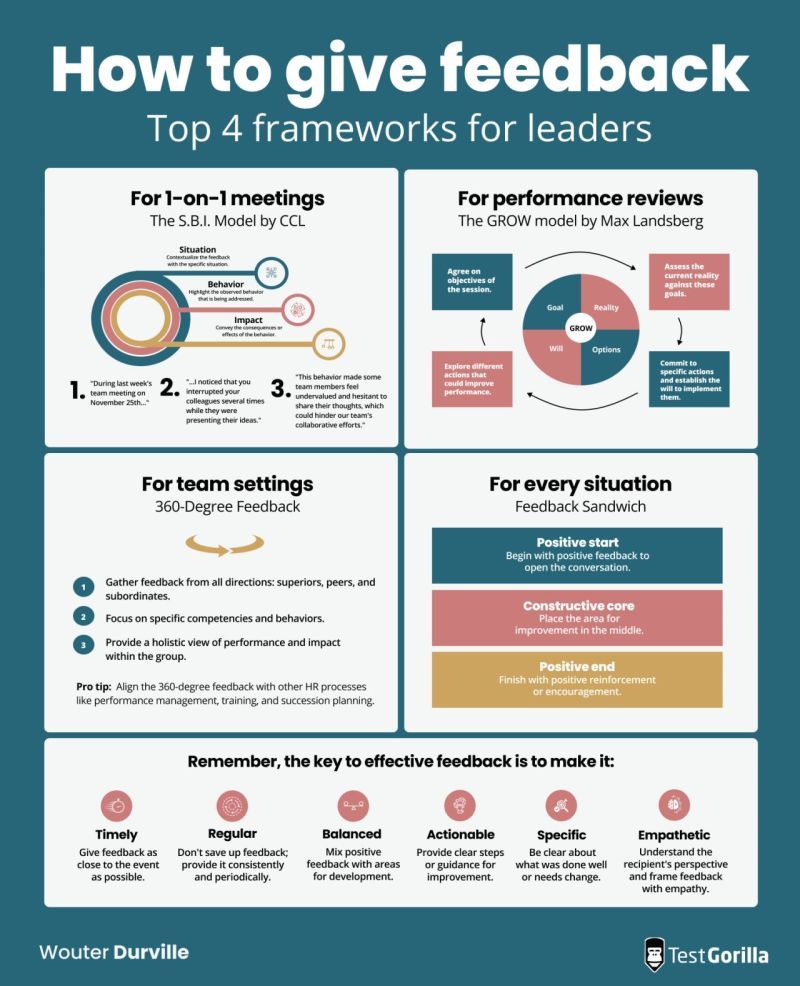 How to give feedback
Top 4 frameworks for leaders
For 1-on-1 meetings
The S.B.I. Model by CCL
Situation
Contextualize the feedback
with the specific situation.
Behavior
Highlight the observed behavior
that is being addressed.
Impact
Convey the consequences or
effects of the behavior.
1.
"During last week's
team meeting on
November 25th..."
2.
"...I noticed that you
interrupted your
colleagues several times
while they were
presenting their ideas."
3.
"This behavior made some
team members feel
undervalued and hesitant to
share their thoughts, which
could hinder our team's
collaborative efforts."
For performance reviews
The GROW model by Max Landsberg
Agree on
objectives of
the session.
Assess the
current reality
against these
goals.
Goal
Reality
GROW
Will
Options
Explore different
actions that
could improve
performance.
Commit to
specific actions
and establish the
will to implement
them.
For team settings
360-Degree Feedback
1
Gather feedback from all directions: superiors, peers, and
subordinates.
2
Focus on specific competencies and behaviors.
3
Provide a holistic view of performance and impact
within the group.
Pro tip: Align the 360-degree feedback with other HR processes
like performance management, training, and succession planning.
For every situation
Feedback Sandwich
Positive start
Begin with positive feedback to
open the conversation.
Constructive core
Place the area for
improvement in the middle.
Positive end
Finish with positive reinforcement
or encouragement.
Remember, the key to effective feedback is to make it:
Timely
Give feedback as
close to the event
as possible.
Regular
Don't save up feedback;
provide it consistently
and periodically.
Balanced
Mix positive
feedback with areas
for development.
Actionable
Provide clear steps
or guidance for
improvement.
Specific
Be clear about
what was done well
or needs change.
Empathetic
Understand the
recipient's perspective
and frame feedback
with empathy.
Wouter Durville
TestGorilla